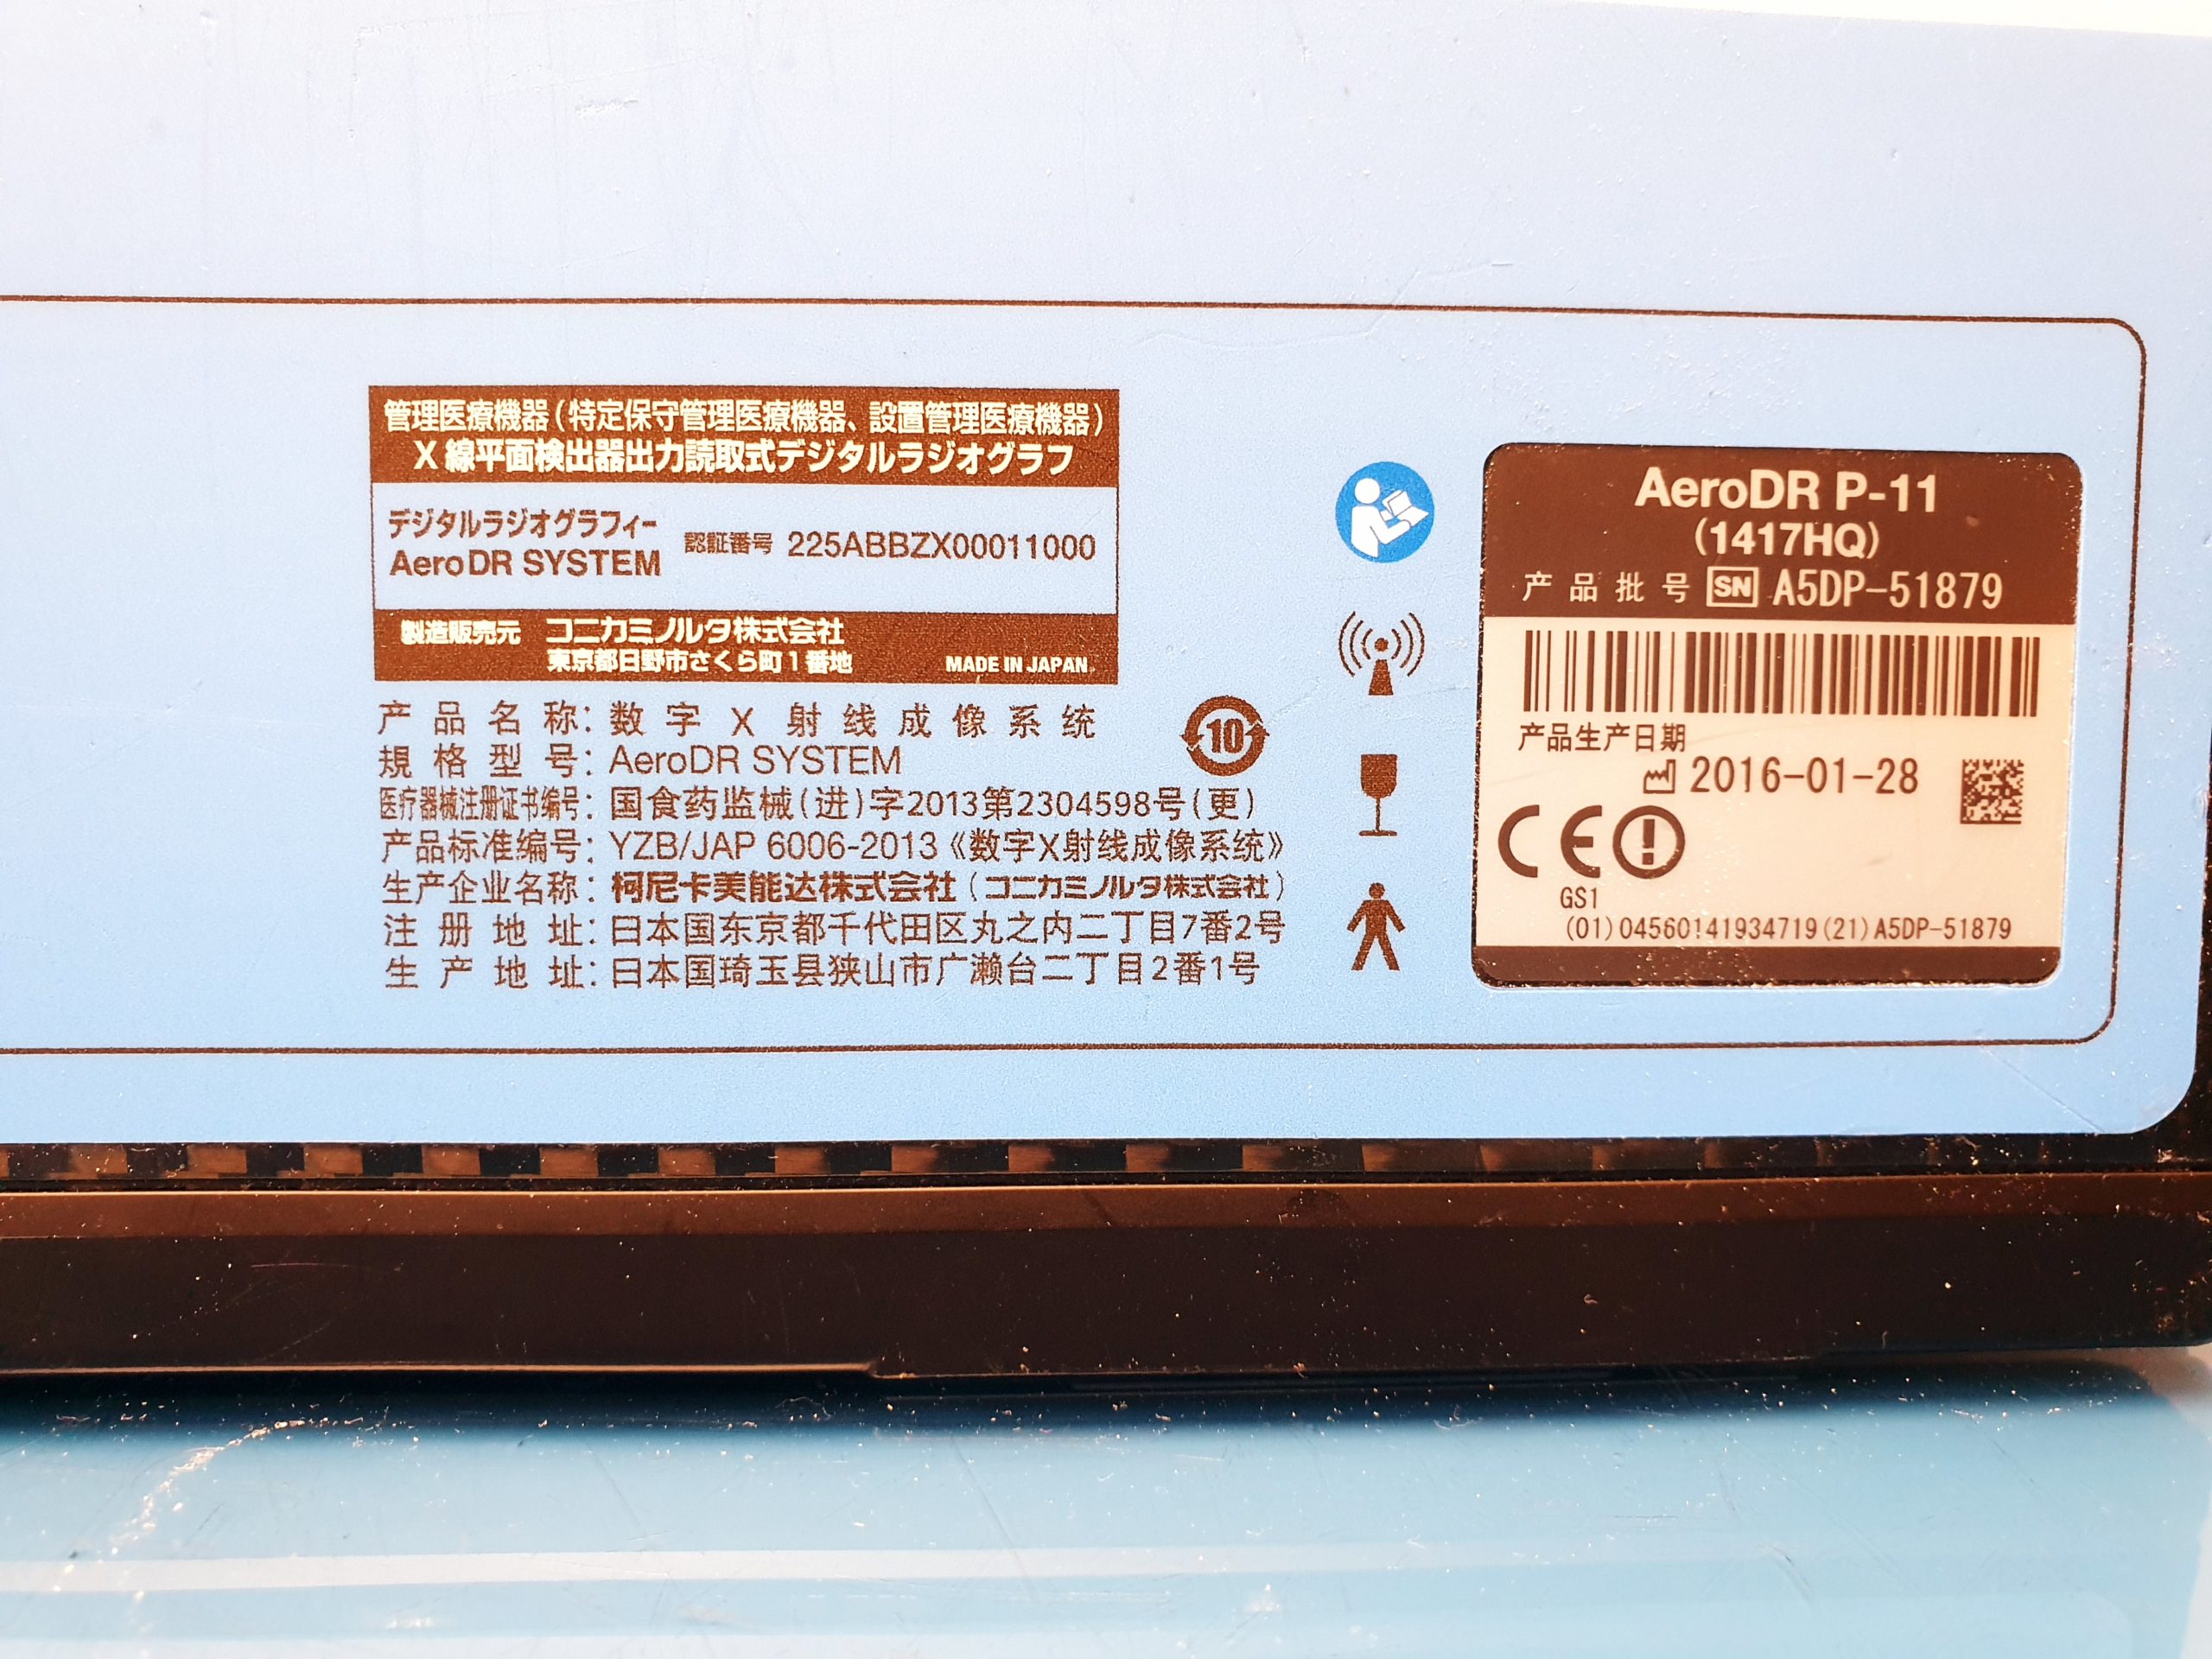 管理医療機器(特定保守管理医療機器、設置管理医療機器)
X線平面検出器出力読取式デジタルラジオグラフ
デジタルラジオグラフィー
AeroDR SYSTEM
認証番号 225ABBZX00011000
製造販売元 コニカミノルタ株式会社
東京都日野市さくら町1番地
MADE IN JAPAN
产品名称：数字X射线成像系统
規格型号：AeroDR SYSTEM
医疗器械注册证书编号：国食药监械(进)字2013第2304598号(更)
产品标准编号：YZB/JAP 6006-2013《数字X射线成像系统》
生产企业名称：柯尼卡美能达株式会社(コニカミノルタ株式会社)
注册地址：日本国东京都千代田区丸之内二丁目7番2号
生产地址：日本国琦玉县狭山市广濑台二丁目2番1号
10
AeroDR P-11
(1417HQ)
产品批号 SN A5DP-51879
产品生产日期
2016-01-28
CE
GS1
(01)04560141934719(21)A5DP-51879